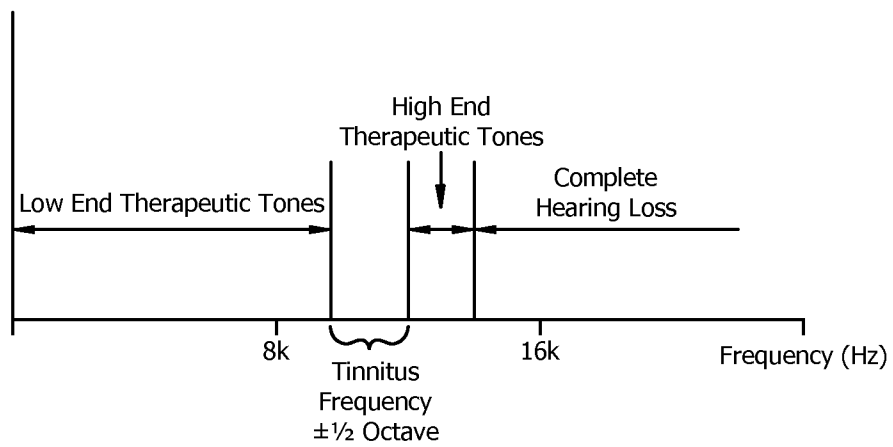 High End
Therapeutic Tones
Low End Therapeutic Tones
Complete
Hearing Loss
8k
16k
Frequency (Hz)
Tinnitus
Frequency
±½ Octave